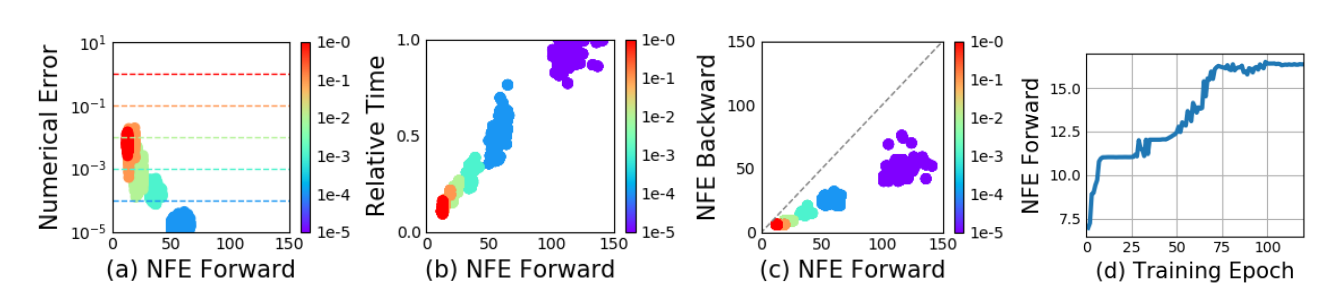 Numerical Error
10¹
10⁻¹
10⁻³
10⁻⁵
0 50 100 150
1e-0
1e-1
1e-2
1e-3
1e-4
1e-5
(a) NFE Forward
Relative Time
1.0
0.5
0.0
0 50 100 150
1e-0
1e-1
1e-2
1e-3
1e-4
1e-5
(b) NFE Forward
NFE Backward
150
100
50
0
0 50 100 150
1e-0
1e-1
1e-2
1e-3
1e-4
1e-5
(c) NFE Forward
NFE Forward
15.0
12.5
10.0
7.5
0 25 50 75 100
(d) Training Epoch